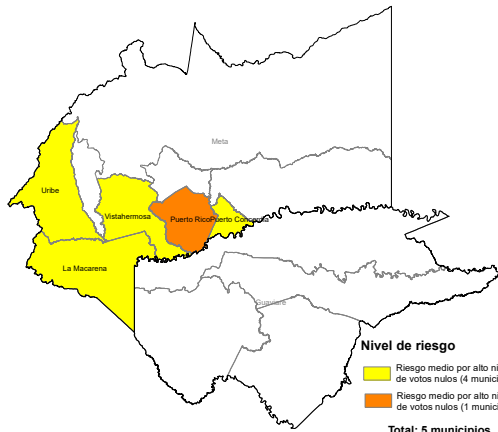 Meta
Uribe
Vistahermosa
Puerto Rico
Puerto Concordia
La Macarena
Guaviare
Nivel de riesgo
Riesgo medio por alto ni
de votos nulos (4 munici
Riesgo medio por alto ni
de votos nulos (1 munici
Total: 5 municipios